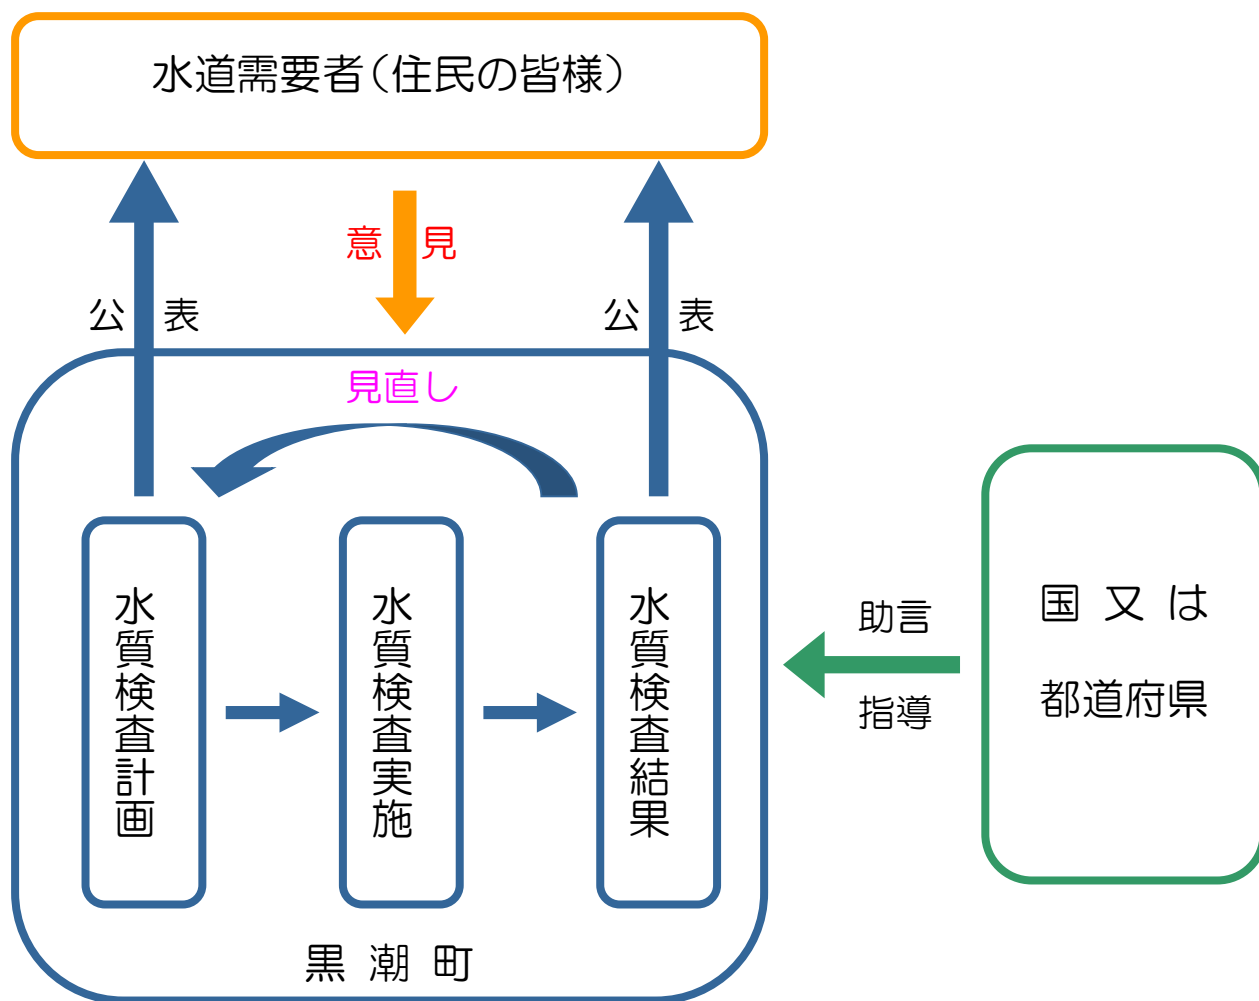 水道需要者（住民の皆様）
意見
公表
公表
見直し
水質検査計画
水質検査実施
水質検査結果
助言
指導
国又は
都道府県
黒潮町